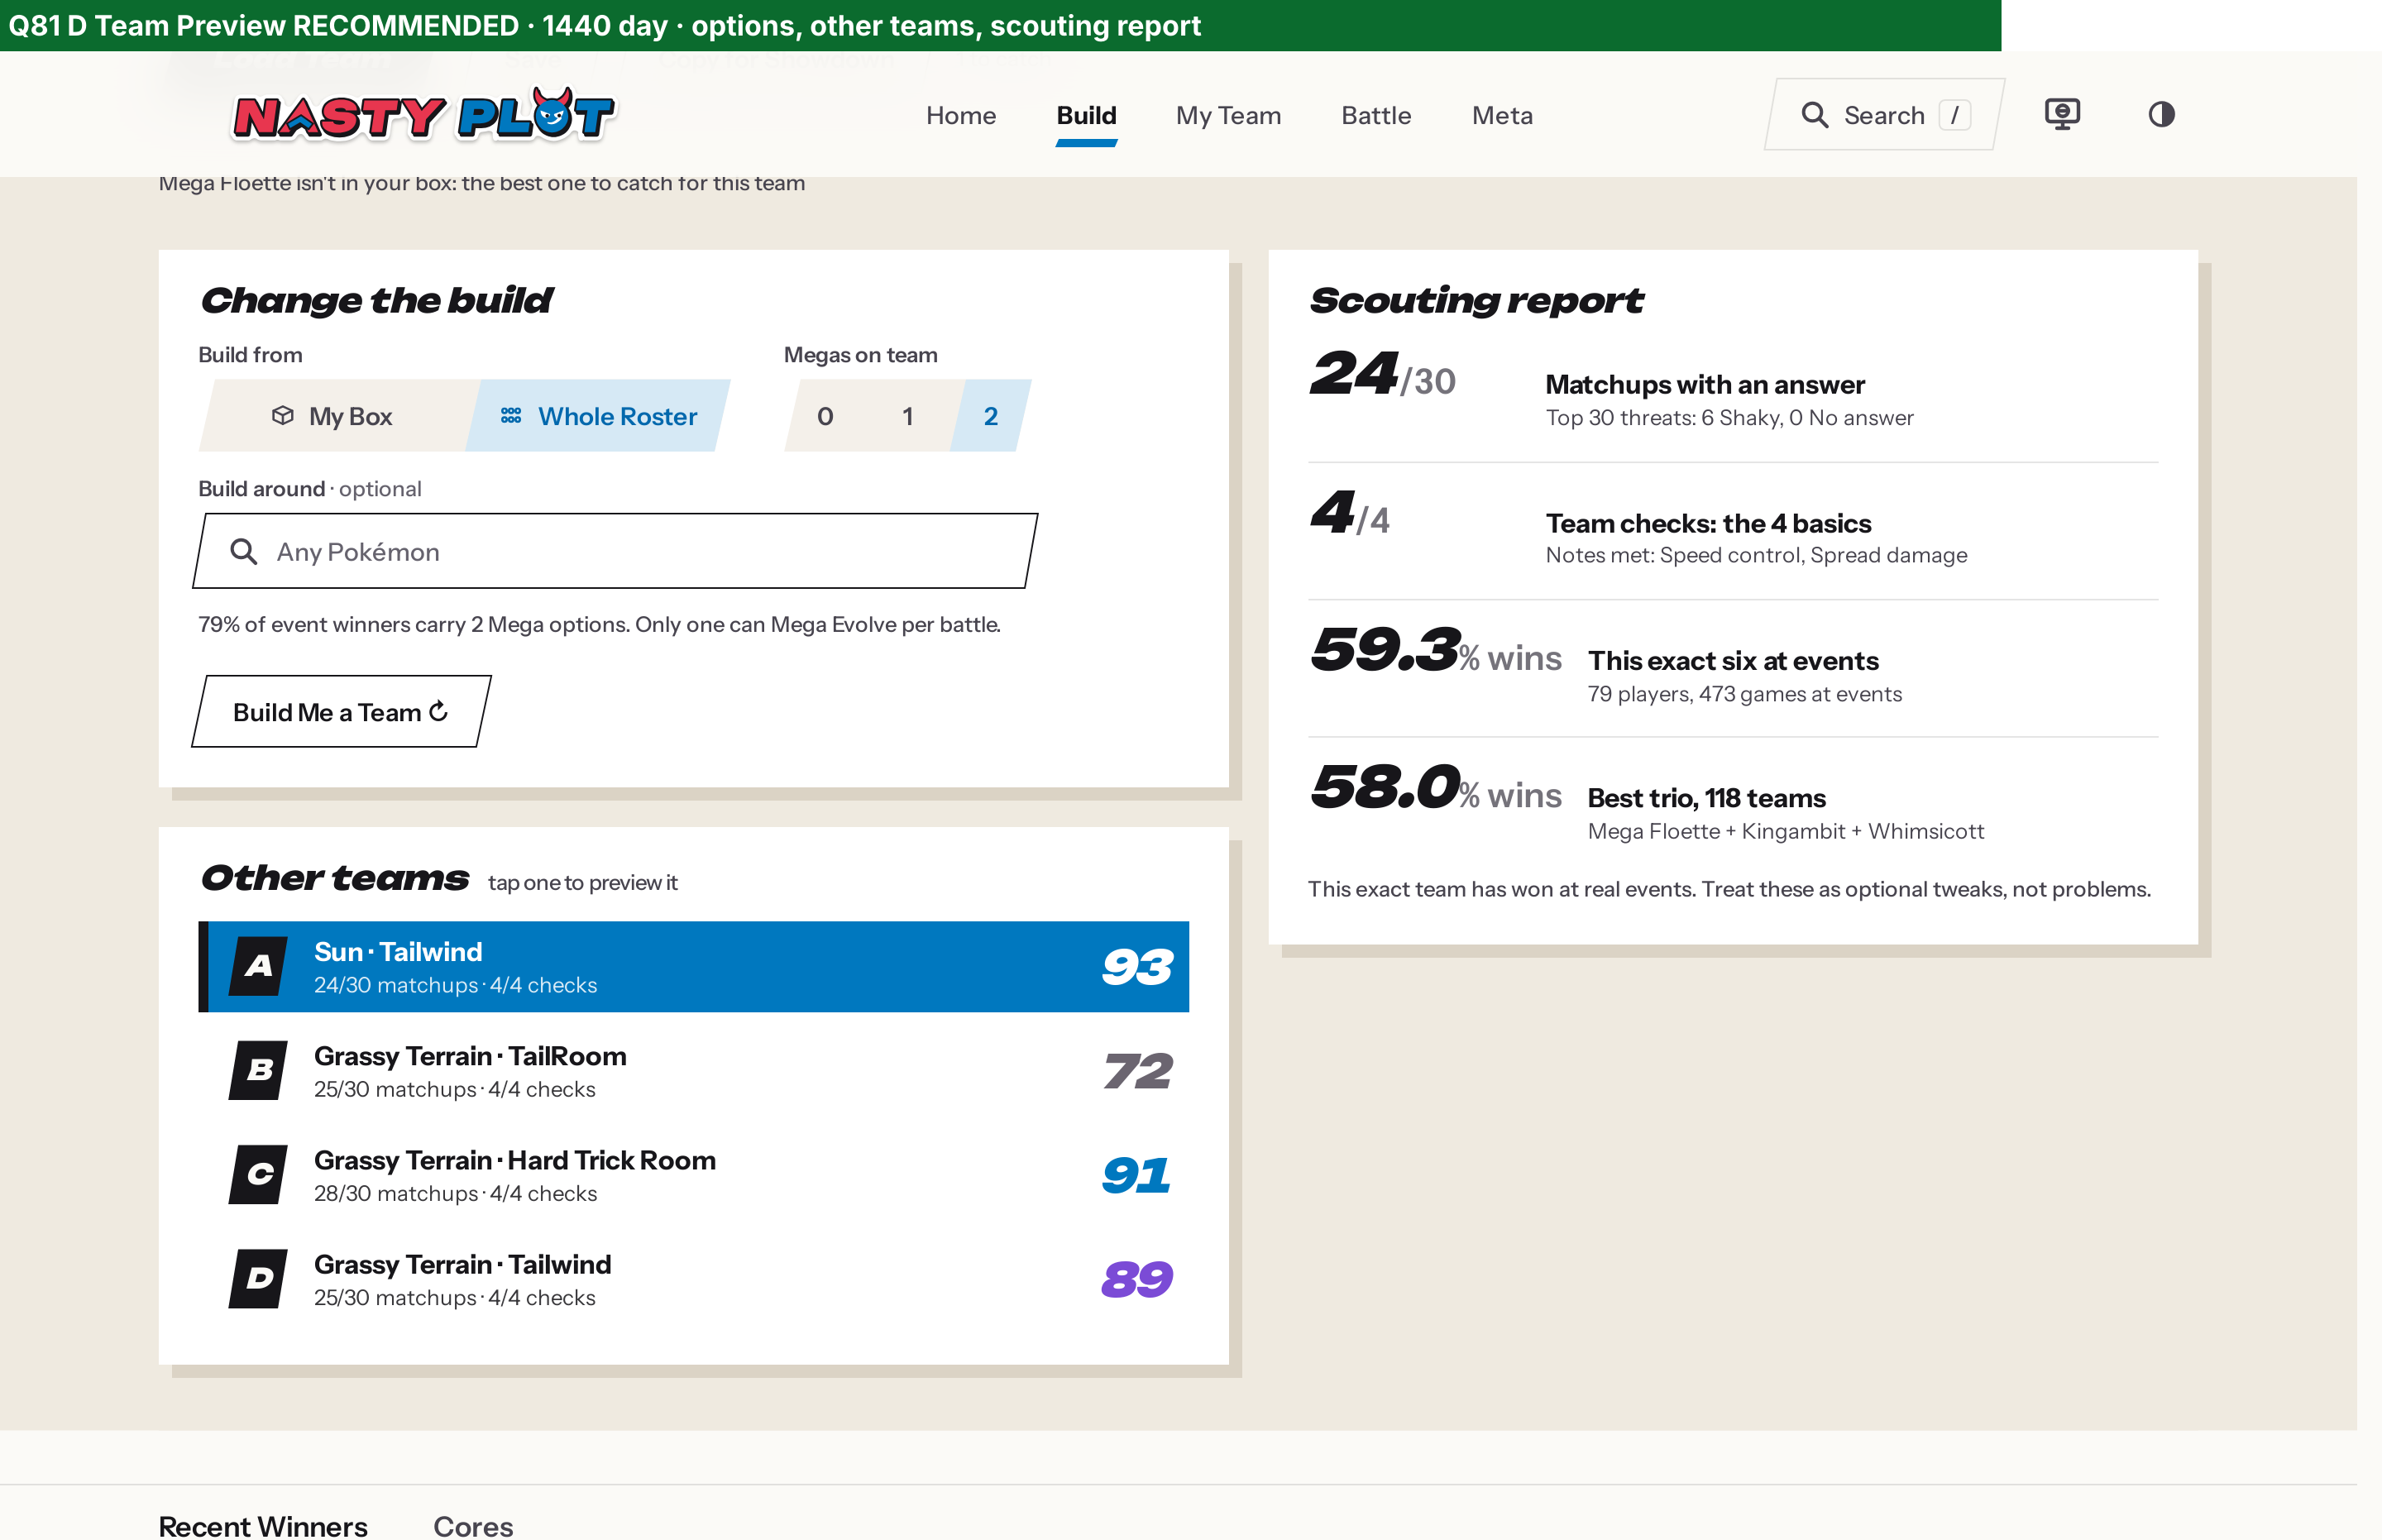 Q81 D Team Preview RECOMMENDED · 1440 day · options, other teams, scouting report
Load Team Save Copy for Showdown
NASTY PLOT
Home Build My Team Battle Meta
Search /
Mega Floette isn't in your box: the best one to catch for this team
Change the build
Build from
My Box Whole Roster
Megas on team
0 1 2
Build around · optional
Any Pokémon
79% of event winners carry 2 Mega options. Only one can Mega Evolve per battle.
Build Me a Team ↻
Other teams tap one to preview it
A Sun · Tailwind 93
24/30 matchups · 4/4 checks
B Grassy Terrain · TailRoom 72
25/30 matchups · 4/4 checks
C Grassy Terrain · Hard Trick Room 91
28/30 matchups · 4/4 checks
D Grassy Terrain · Tailwind 89
25/30 matchups · 4/4 checks
Scouting report
24/30 Matchups with an answer
Top 30 threats: 6 Shaky, 0 No answer
4/4 Team checks: the 4 basics
Notes met: Speed control, Spread damage
59.3% wins This exact six at events
79 players, 473 games at events
58.0% wins Best trio, 118 teams
Mega Floette + Kingambit + Whimsicott
This exact team has won at real events. Treat these as optional tweaks, not problems.
Recent Winners Cores